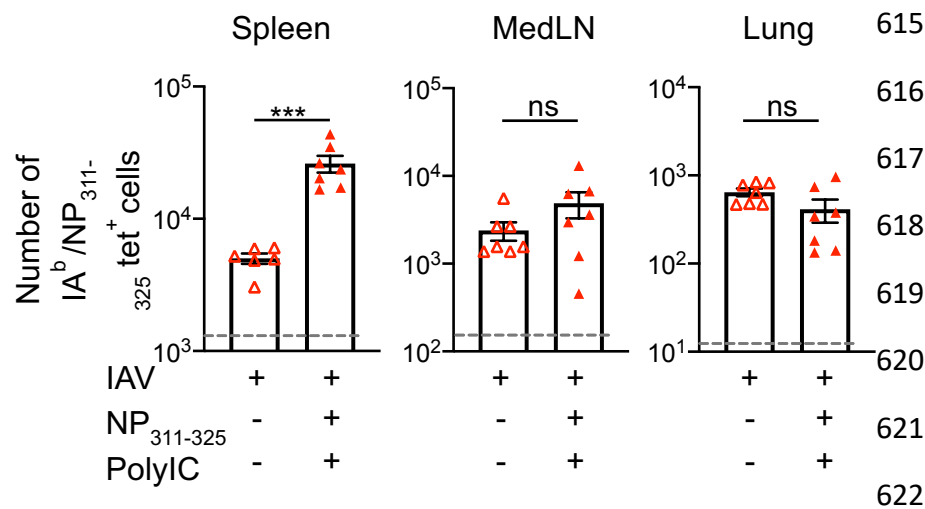 Spleen MedLN Lung 615
10⁵ 10⁵ 10⁴ 616
*** ns ns
Number of
IAᵇ/NP₃₁₁₋
₃₂₅ tet⁺ cells
10⁴ 10⁴ 10³ 617
10³ 10² 618
619
10³ 10² 10¹ 620
IAV + + + + + +
NP₃₁₁₋₃₂₅ - + - + - + 621
PolyIC - + - + - +
622